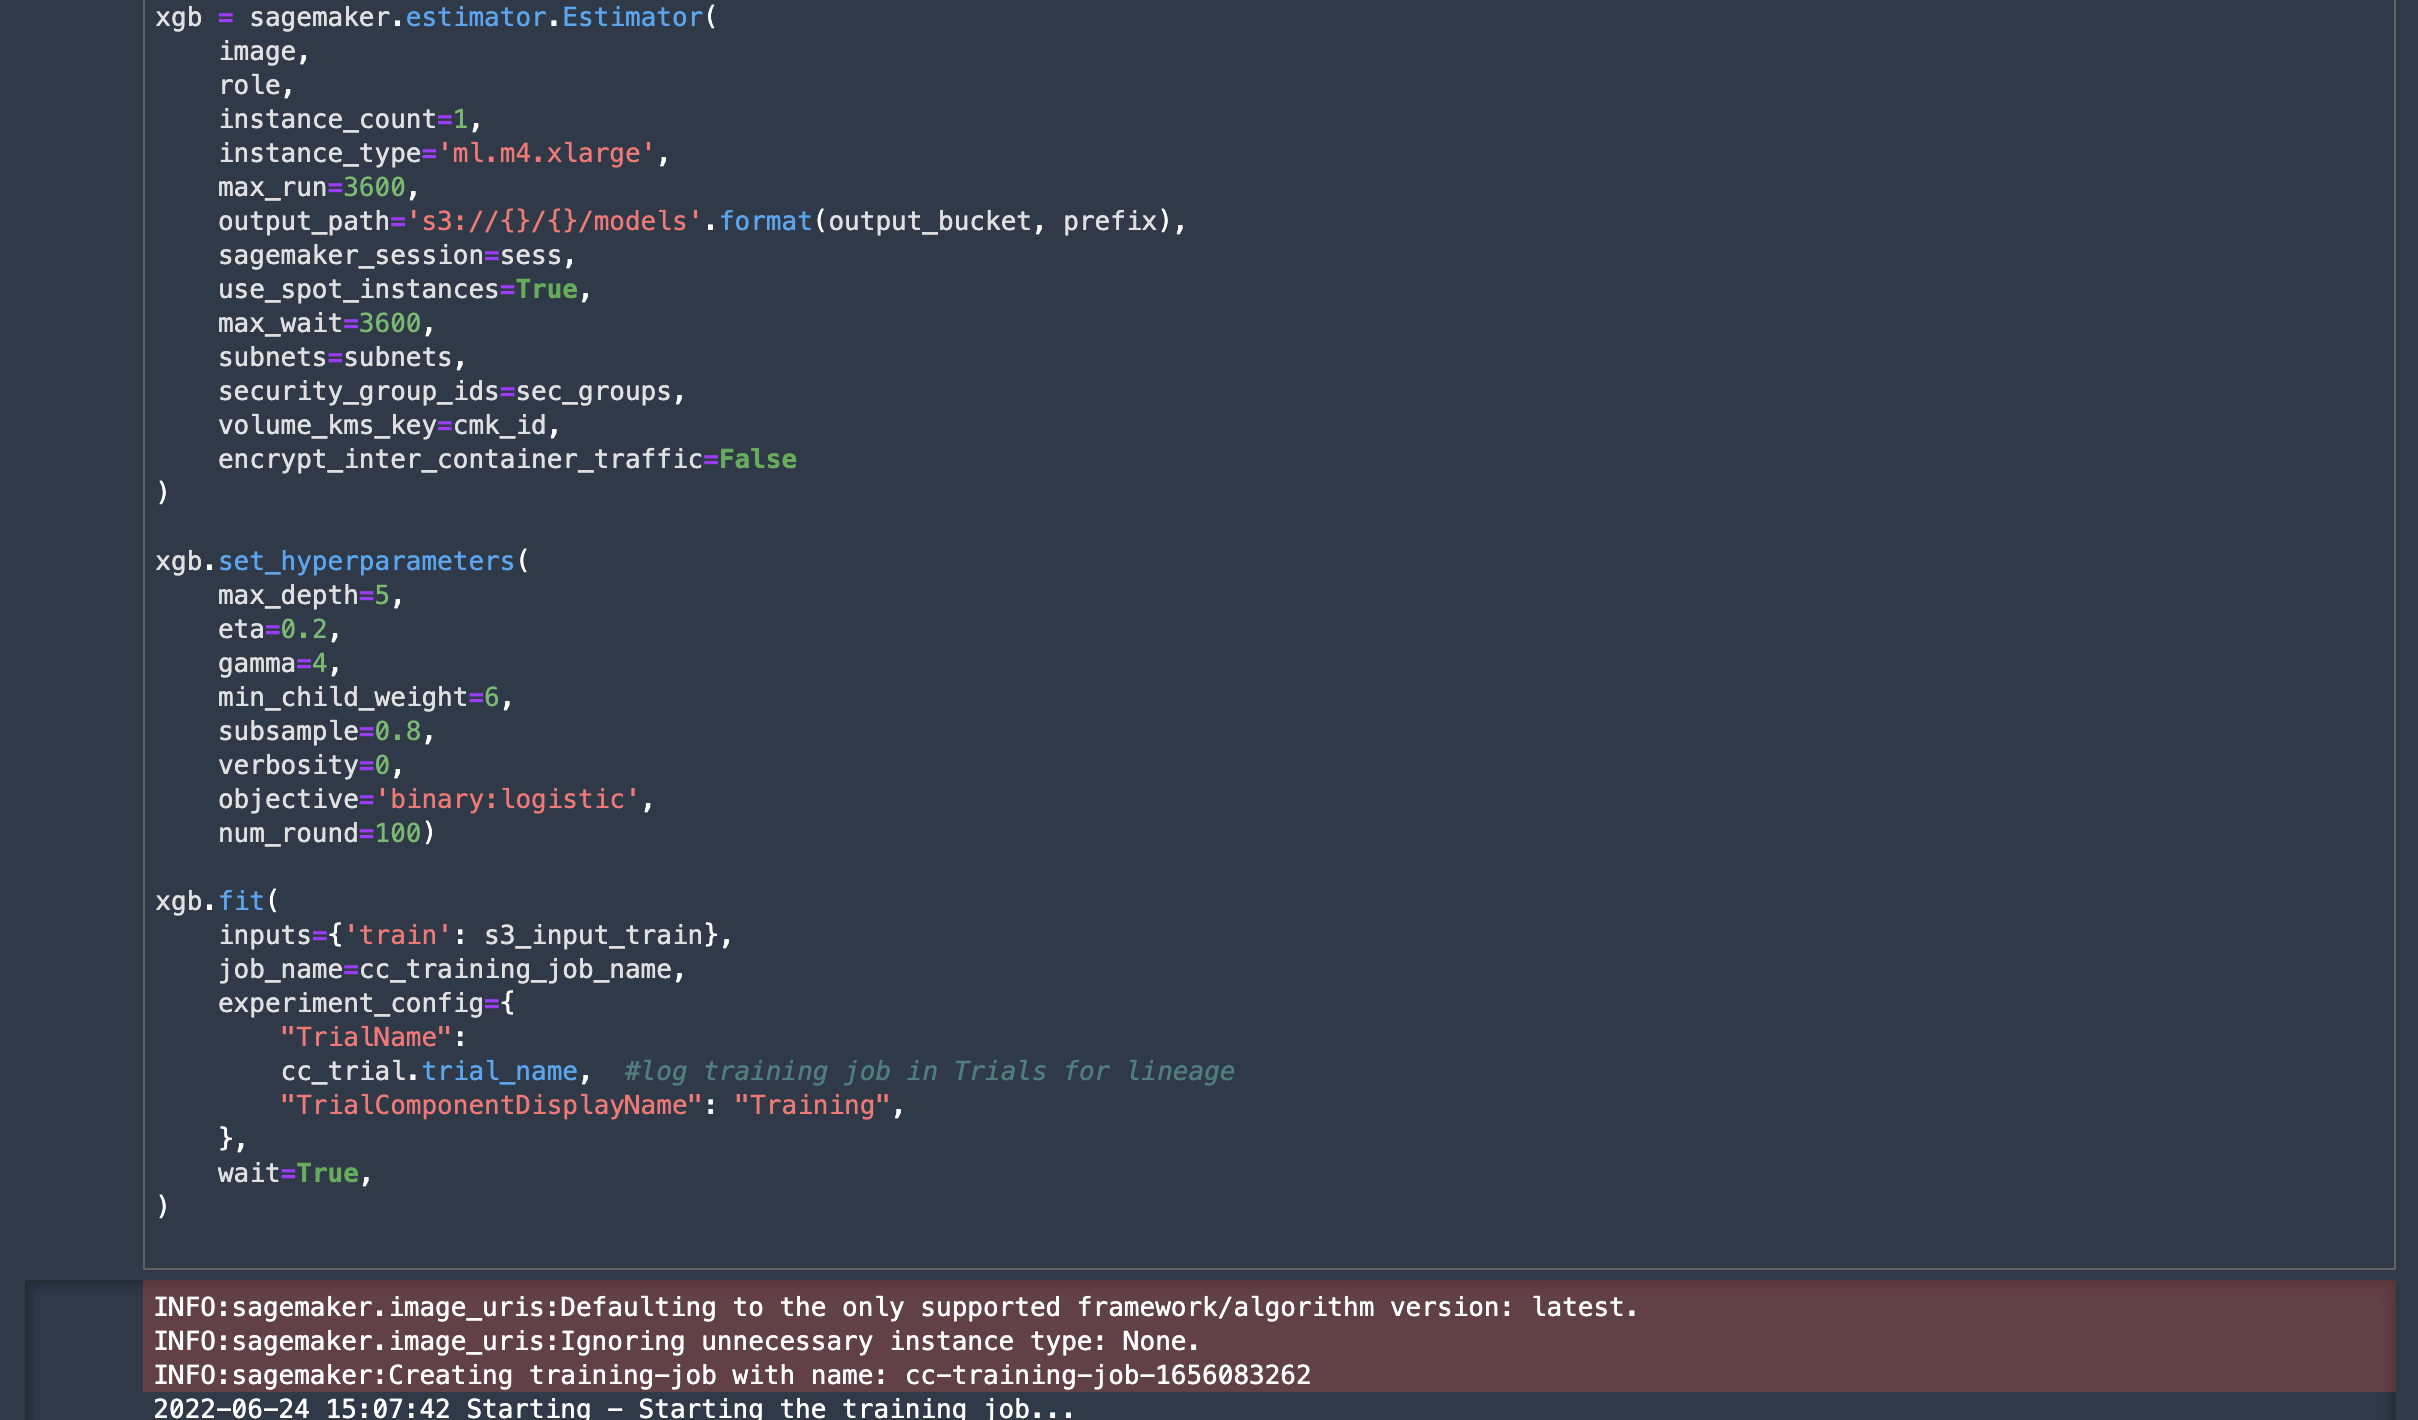 xgb = sagemaker.estimator.Estimator(
    image,
    role,
    instance_count=1,
    instance_type='ml.m4.xlarge',
    max_run=3600,
    output_path='s3://{}/{}/models'.format(output_bucket, prefix),
    sagemaker_session=sess,
    use_spot_instances=True,
    max_wait=3600,
    subnets=subnets,
    security_group_ids=sec_groups,
    volume_kms_key=cmk_id,
    encrypt_inter_container_traffic=False
)

xgb.set_hyperparameters(
    max_depth=5,
    eta=0.2,
    gamma=4,
    min_child_weight=6,
    subsample=0.8,
    verbosity=0,
    objective='binary:logistic',
    num_round=100)

xgb.fit(
    inputs={'train': s3_input_train},
    job_name=cc_training_job_name,
    experiment_config={
        "TrialName":
        cc_trial.trial_name,  #log training job in Trials for lineage
        "TrialComponentDisplayName": "Training",
    },
    wait=True,
)
INFO:sagemaker.image_uris:Defaulting to the only supported framework/algorithm version: latest.
INFO:sagemaker.image_uris:Ignoring unnecessary instance type: None.
INFO:sagemaker:Creating training-job with name: cc-training-job-1656083262
2022-06-24 15:07:42 Starting - Starting the training job...